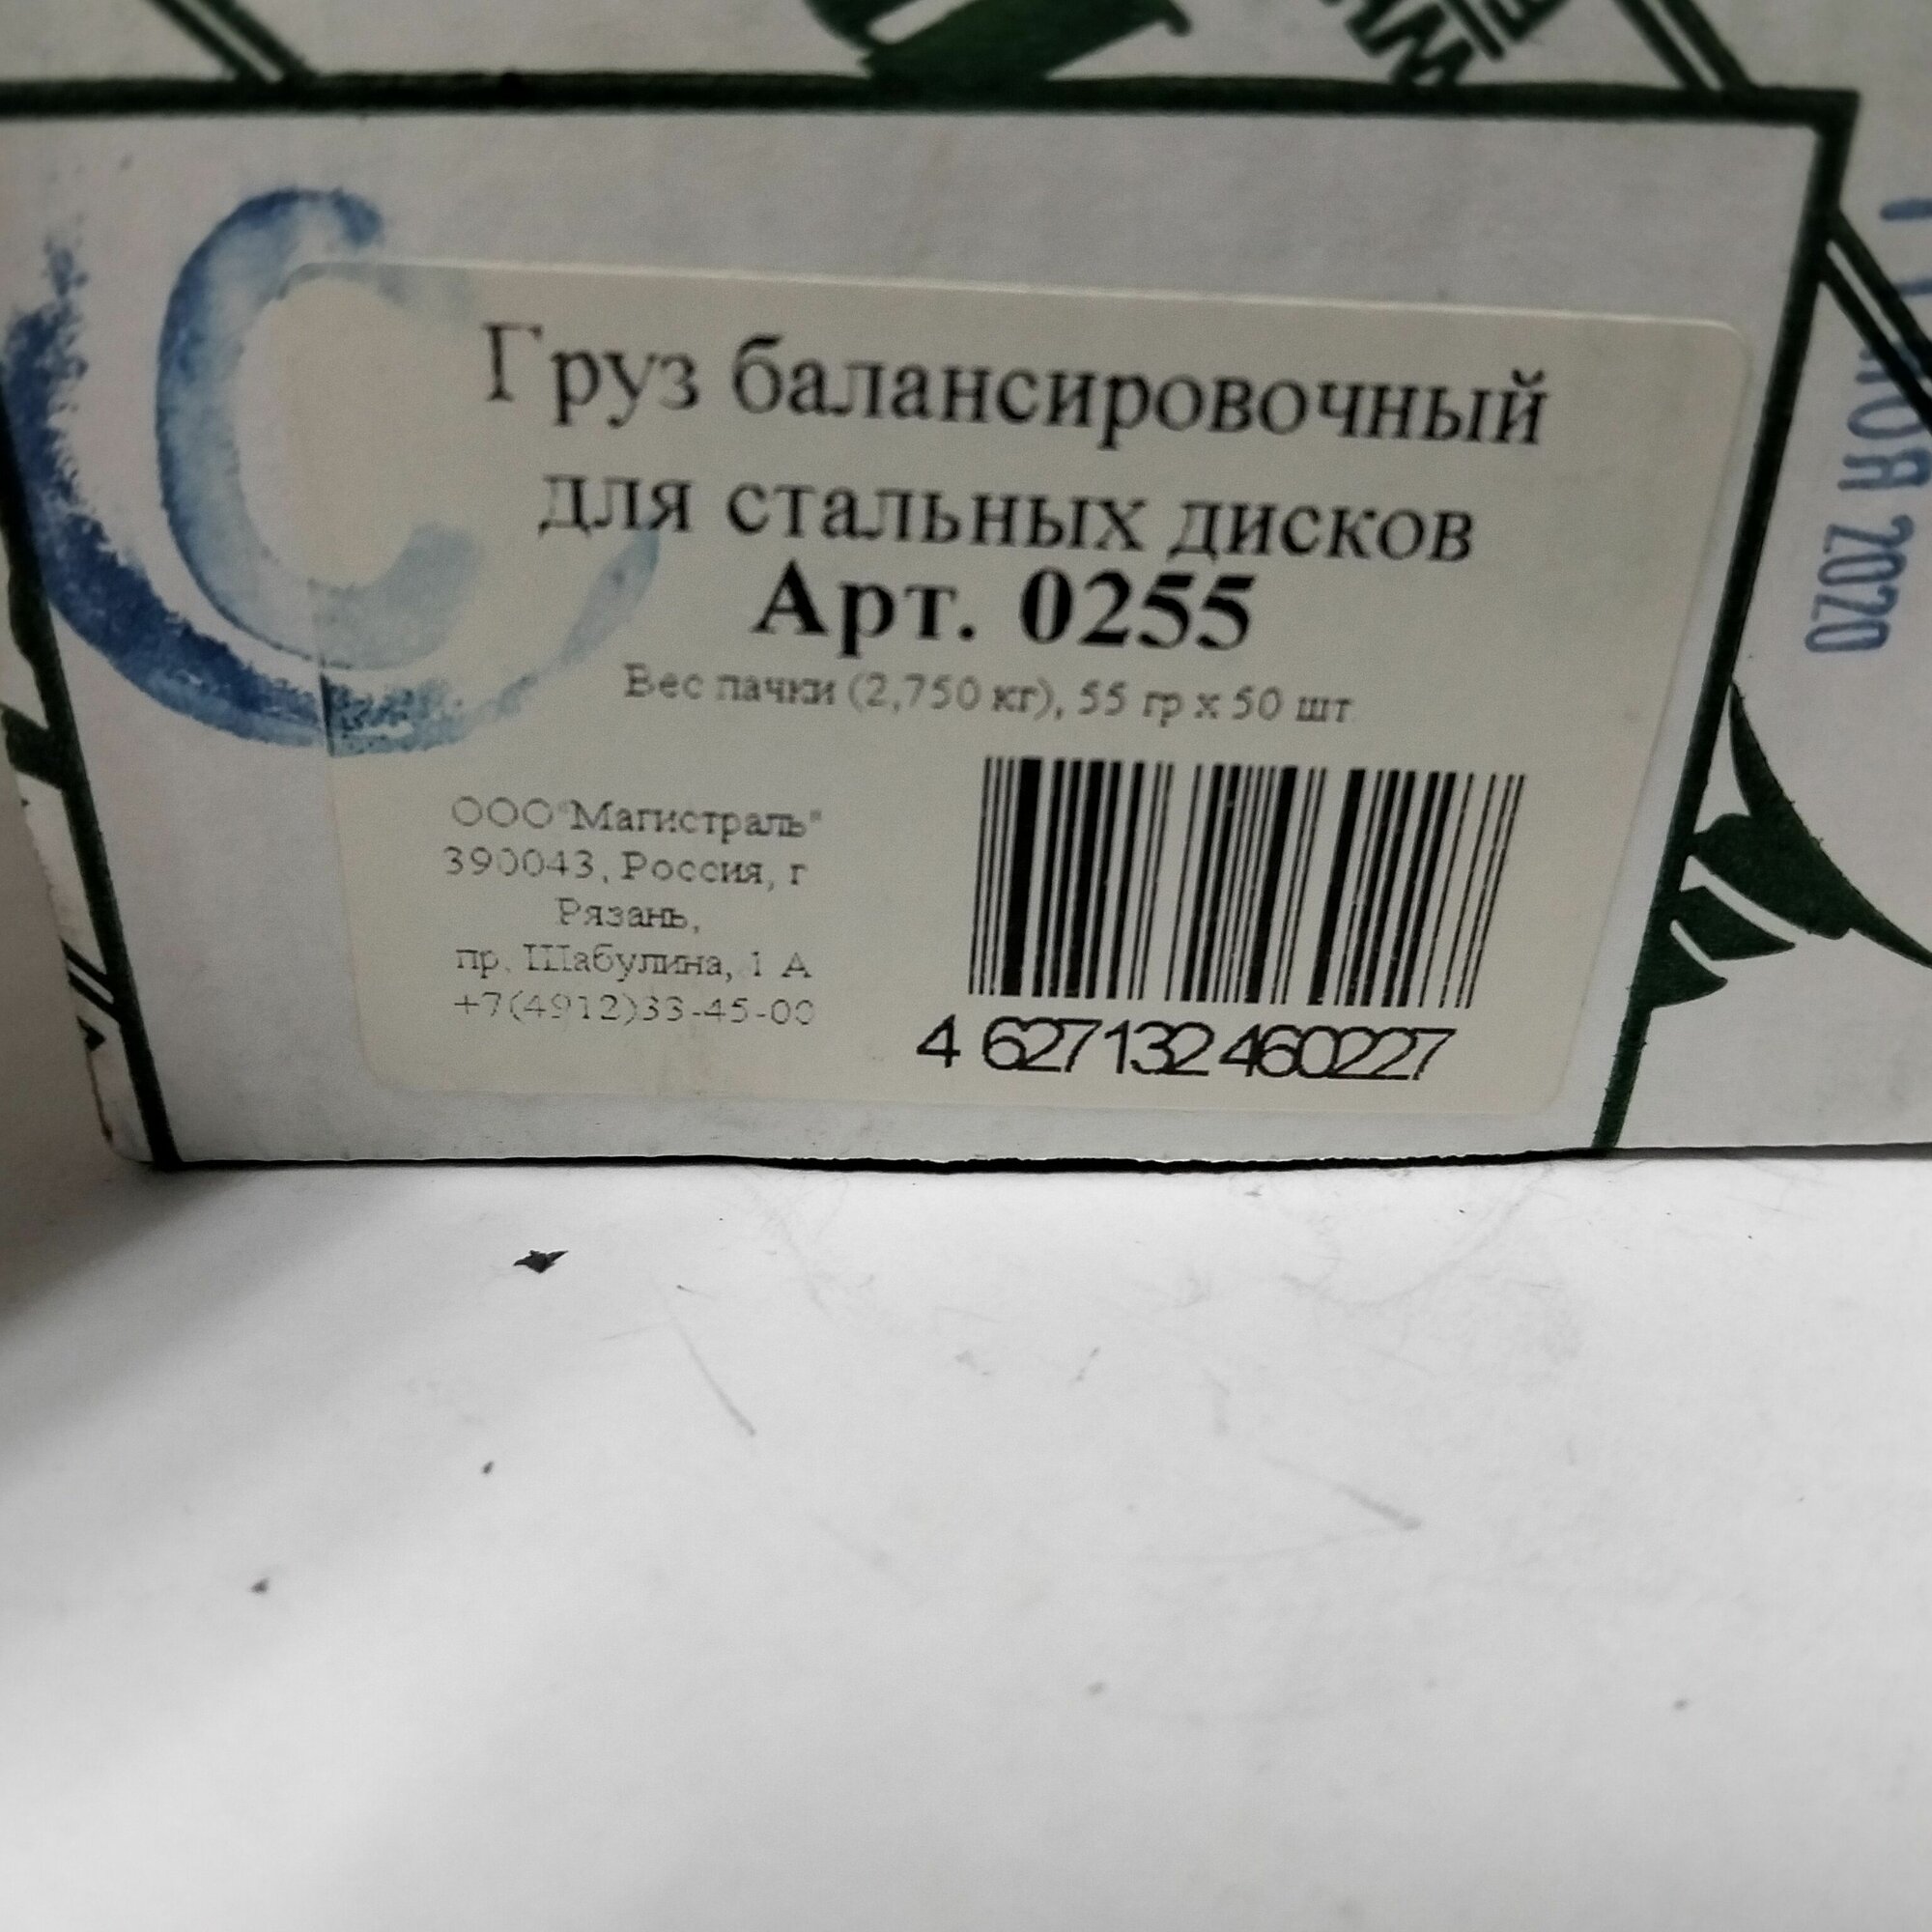 Груз балансировочный
для стальных дисков
Арт. 0255
Вес пачки (2,750 кг), 55 гр х 50 шт
ООО"Магистраль"
390043, Россия, г
Рязань,
пр. Шабулина, 1 А
+7(4912)33-45-00
4 627132 460227
2020